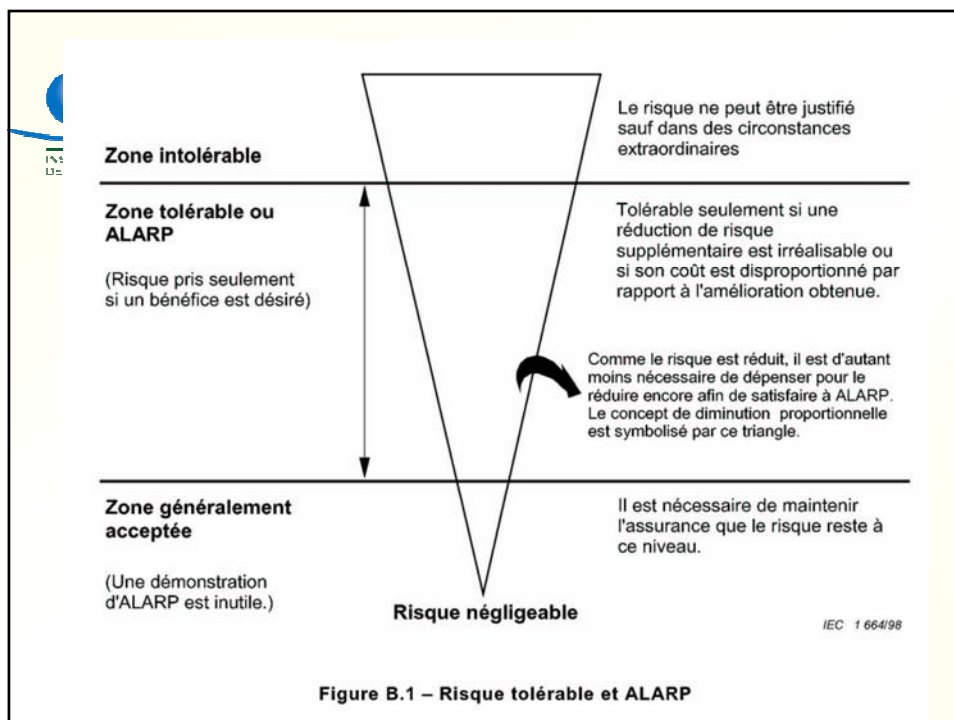 Le risque ne peut être justifié
sauf dans des circonstances
extraordinaires
Zone intolérable
Zone tolérable ou
ALARP
(Risque pris seulement
si un bénéfice est désiré)
Tolérable seulement si une
réduction de risque
supplémentaire est irréalisable ou
si son coût est disproportionné par
rapport à l'amélioration obtenue.
Comme le risque est réduit, il est d'autant
moins nécessaire de dépenser pour le
réduire encore afin de satisfaire à ALARP.
Le concept de diminution proportionnelle
est symbolisé par ce triangle.
Zone généralement
acceptée
(Une démonstration
d'ALARP est inutile.)
Il est nécessaire de maintenir
l'assurance que le risque reste à
ce niveau.
Risque négligeable
IEC 1 664/98
Figure B.1 – Risque tolérable et ALARP